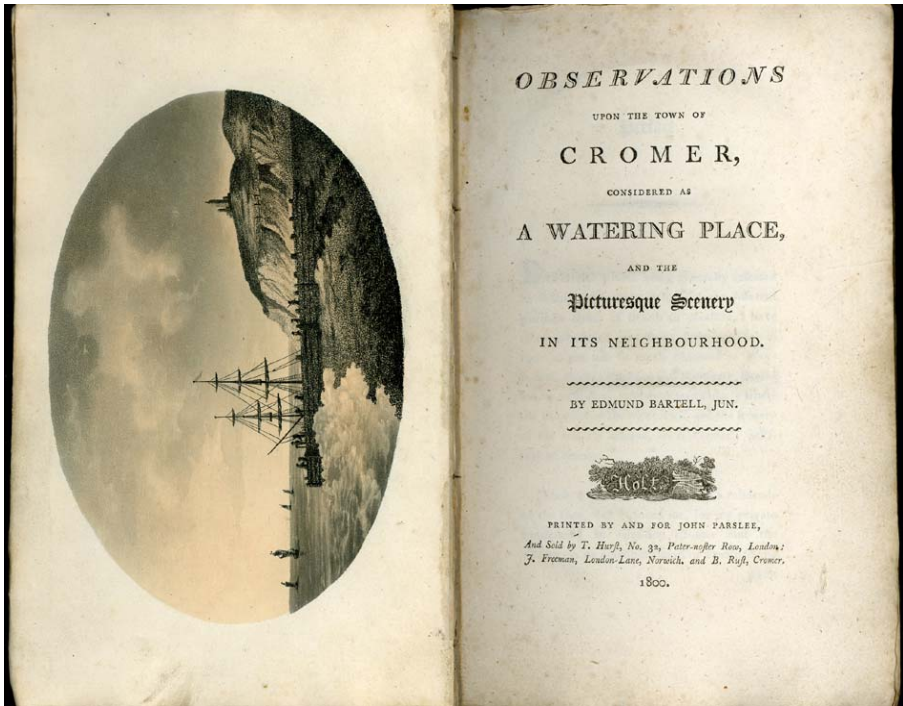 OBSERVATIONS
UPON THE TOWN OF
CROMER,
CONSIDERED AS
A WATERING PLACE,
AND THE
Picturesque Scenery
IN ITS NEIGHBOURHOOD.
BY EDMUND BARTELL, JUN.
Holt
PRINTED BY AND FOR JOHN PARSLEE,
And Sold by T. Hurſt, No. 32, Pater-noſter Row, London;
J. Freeman, London-Lane, Norwich. and B. Ruſt, Cromer.
1800.